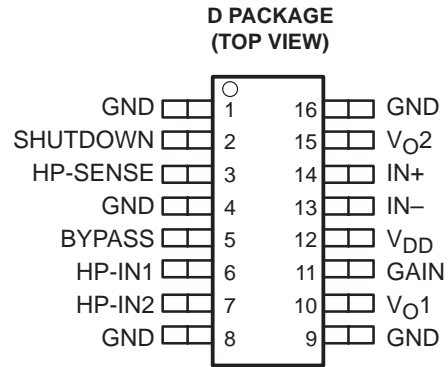 D PACKAGE
(TOP VIEW)
GND 1 16 GND
SHUTDOWN 2 15 VO2
HP-SENSE 3 14 IN+
GND 4 13 IN–
BYPASS 5 12 VDD
HP-IN1 6 11 GAIN
HP-IN2 7 10 VO1
GND 8 9 GND